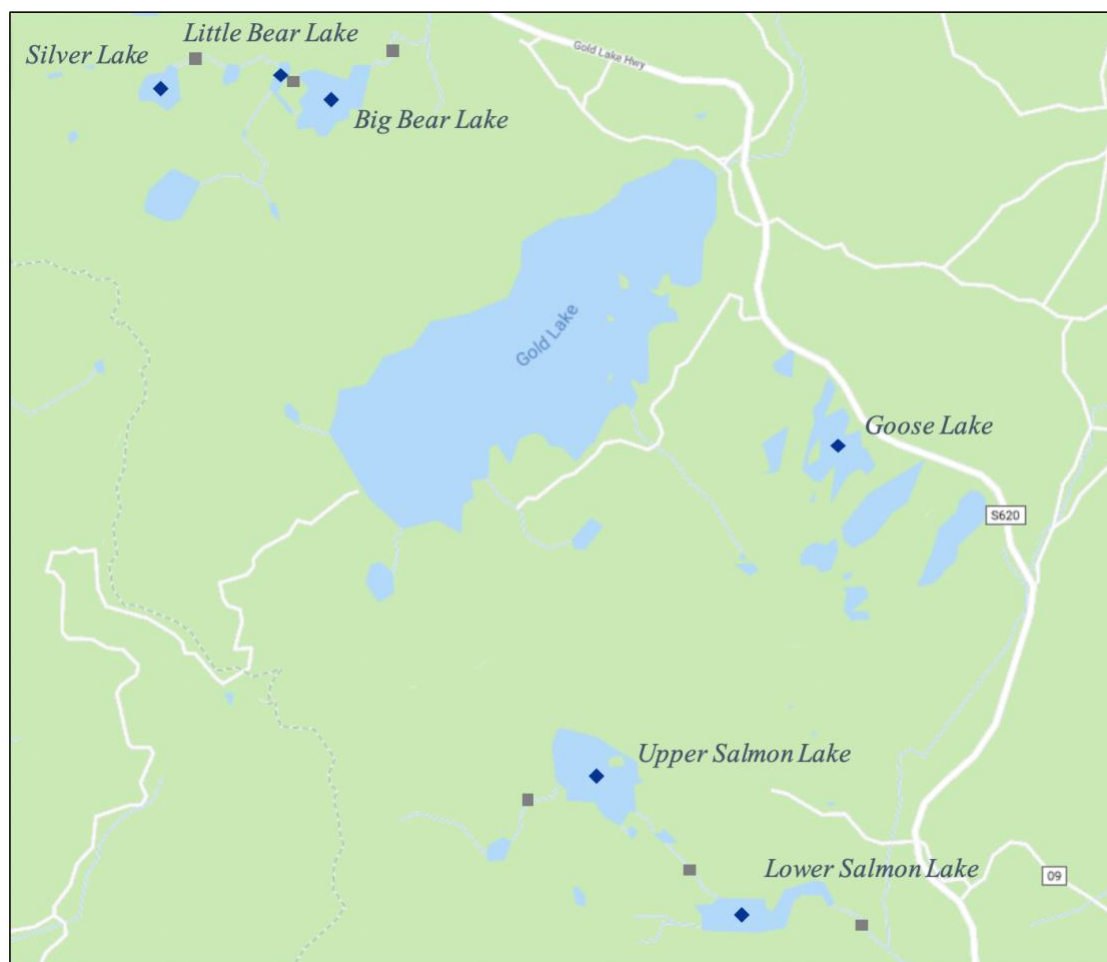 Little Bear Lake
Silver Lake
Gold Lake Hwy
Big Bear Lake
Gold Lake
Goose Lake
S620
Upper Salmon Lake
Lower Salmon Lake
09